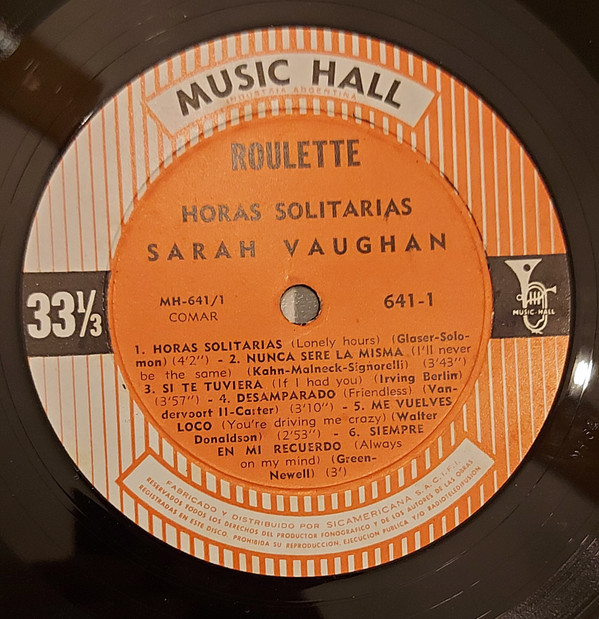 MUSIC HALL
INDUSTRIA ARGENTINA
ROULETTE
HORAS SOLITARIAS
SARAH VAUGHAN
33⅓
MH-641/1
COMAR
641-1
MUSIC-HALL
1. HORAS SOLITARIAS (Lonely hours) (Glaser-Solo-
mon) (4'2") - 2. NUNCA SERE LA MISMA (I'll never
be the same) (Kahn-Malneck-Signorelli) (3'43")
3. SI TE TUVIERA (If I had you) (Irving Berlin)
(3'57") - 4. DESAMPARADO (Friendless) (Van-
dervoort II-Carter) (3'10") - 5. ME VUELVES
LOCO (You're driving me crazy) (Walter
Donaldson) (2'53") - 6. SIEMPRE
EN MI RECUERDO (Always
on my mind) (Green-
Newell) (3')
FABRICADO Y DISTRIBUIDO POR SICAMERICANA S.A.C.I.F.I.
RESERVADOS TODOS LOS DERECHOS DEL PRODUCTOR FONOGRAFICO Y DE LOS AUTORES DE LAS OBRAS
REGISTRADAS EN ESTE DISCO. PROHIBIDA SU REPRODUCCION, EJECUCION PUBLICA Y/O RADIOTELEDIFUSION